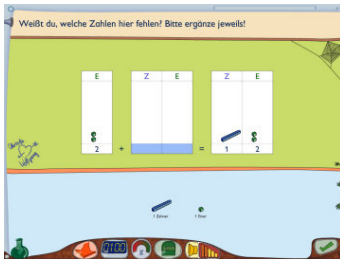 Weißt du, welche Zahlen hier fehlen? Bitte ergänze jeweils!
E Z E Z E
2 + = 1 2
1 Zehner 1 Einer